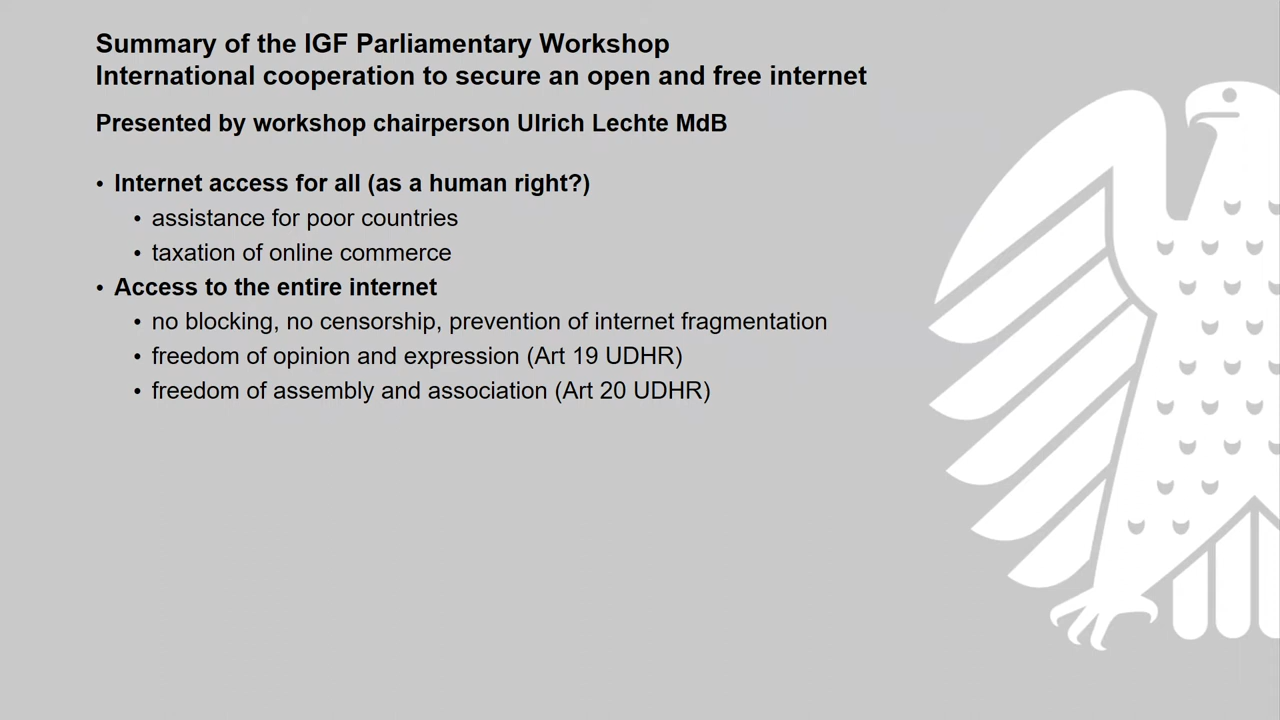 Summary of the IGF Parliamentary Workshop
International cooperation to secure an open and free internet
Presented by workshop chairperson Ulrich Lechte MdB
• Internet access for all (as a human right?)
• assistance for poor countries
• taxation of online commerce
• Access to the entire internet
• no blocking, no censorship, prevention of internet fragmentation
• freedom of opinion and expression (Art 19 UDHR)
• freedom of assembly and association (Art 20 UDHR)